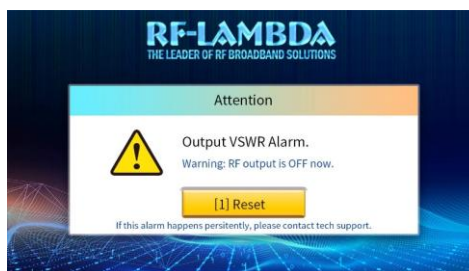 RF-LAMBDA
THE LEADER OF RF BROADBAND SOLUTIONS
Attention
Output VSWR Alarm.
Warning: RF output is OFF now.
[1] Reset
If this alarm happens persitently, please contact tech support.